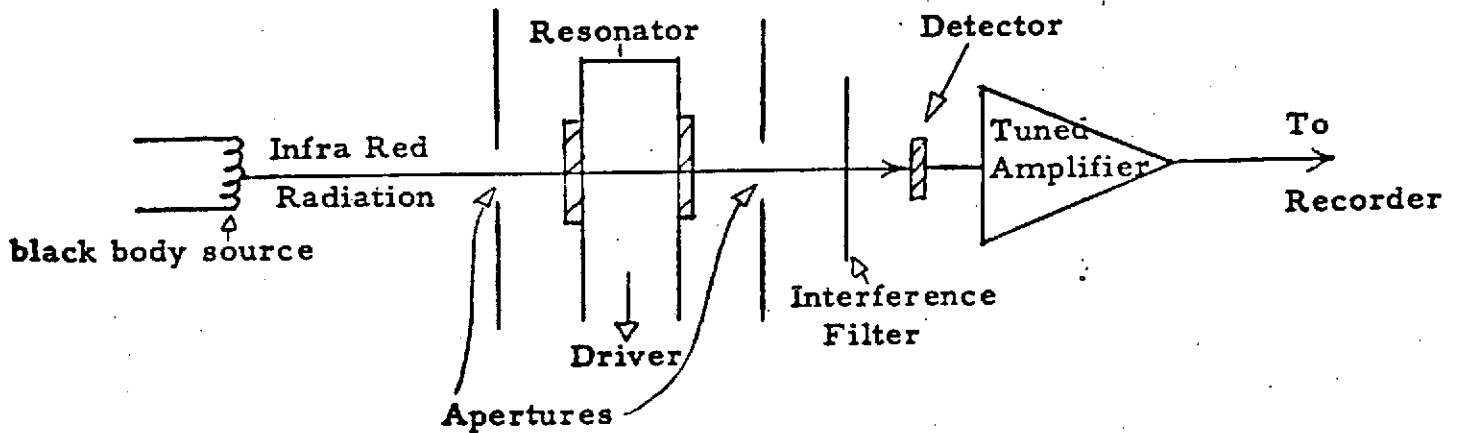 Resonator
Detector
Infra Red
Radiation
black body source
Tuned
Amplifier
To
Recorder
Interference
Filter
Driver
Apertures